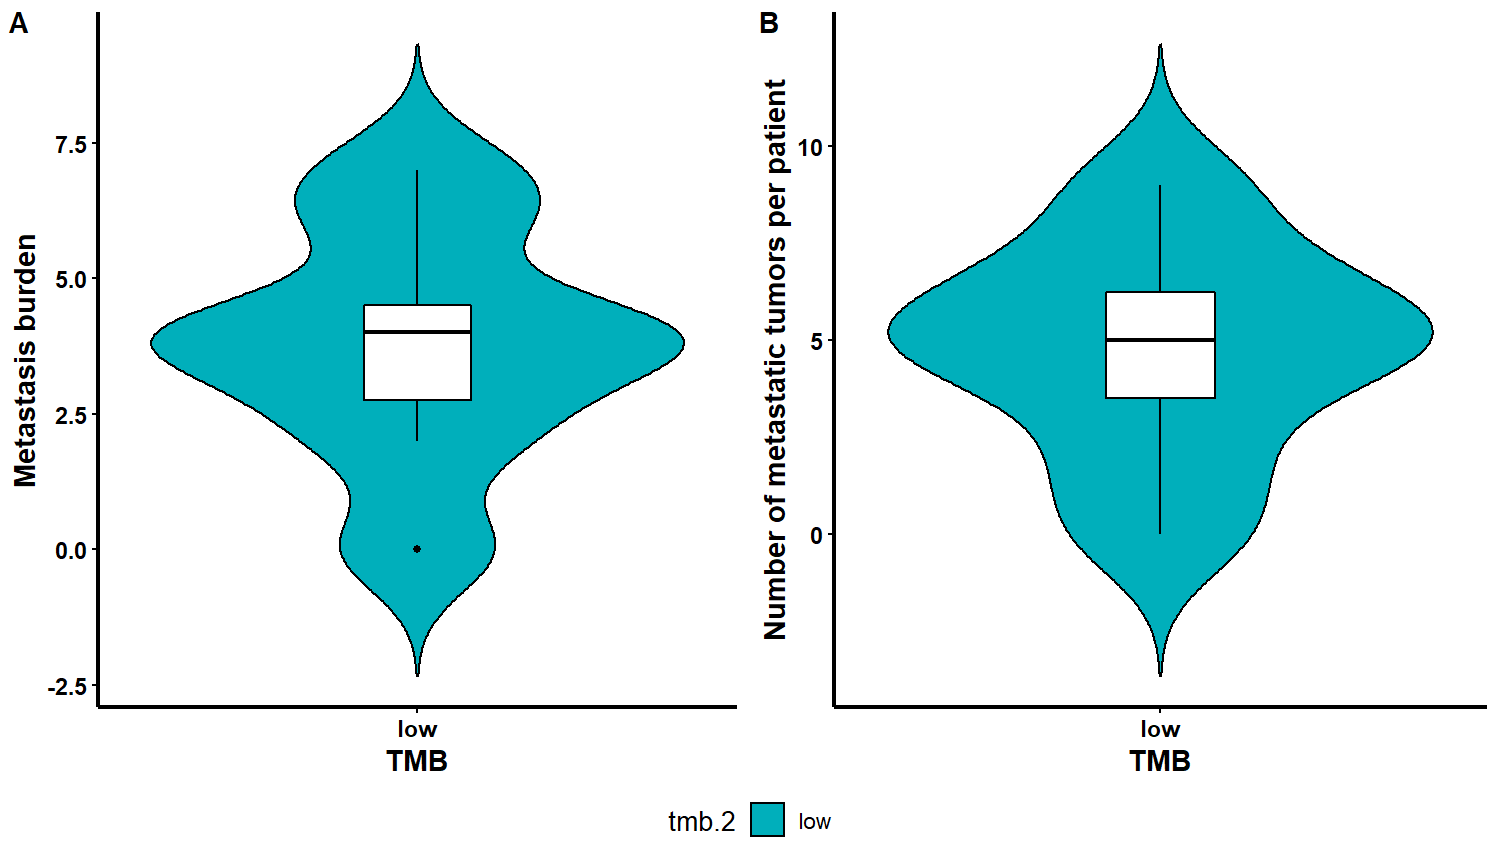 A
Metastasis burden
7.5
5.0
2.5
0.0
-2.5
low
TMB
B
Number of metastatic tumors per patient
10
5
0
low
TMB
tmb.2
low